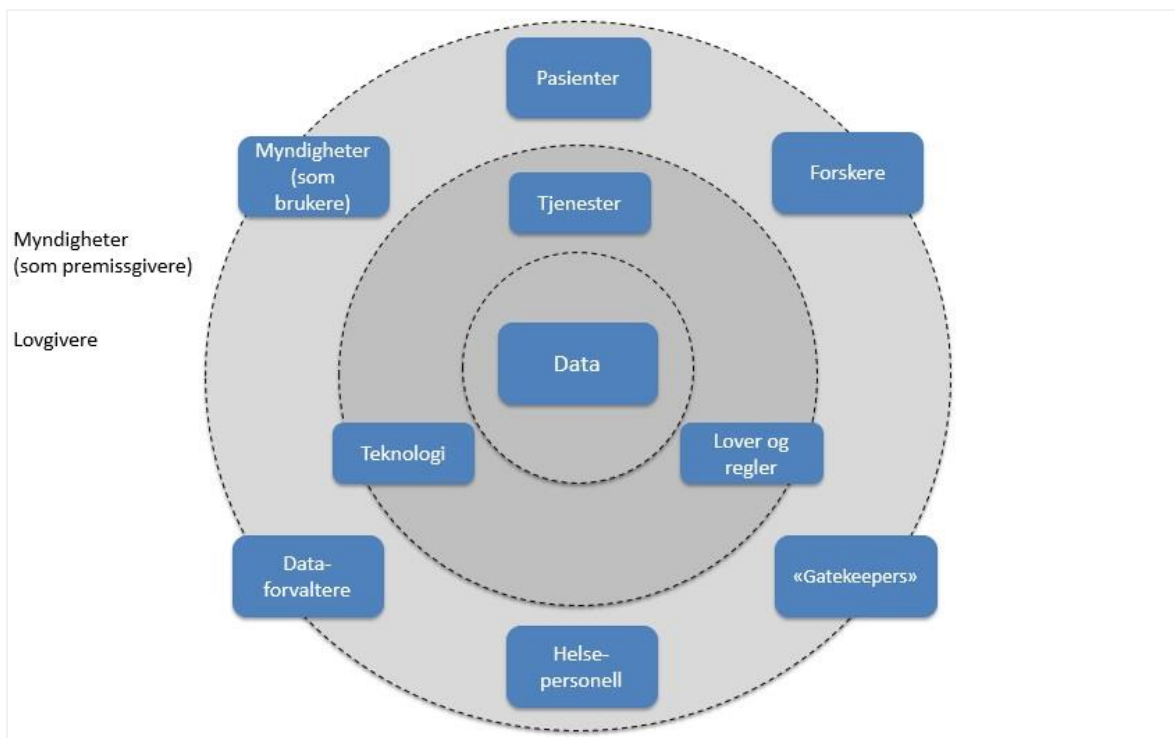 Pasienter
Myndigheter
(som
brukere)
Forskere
Tjenester
Myndigheter
(som premissgivere)
Lovgivere
Data
Teknologi
Lover og
regler
Data-
forvaltere
«Gatekeepers»
Helse-
personell